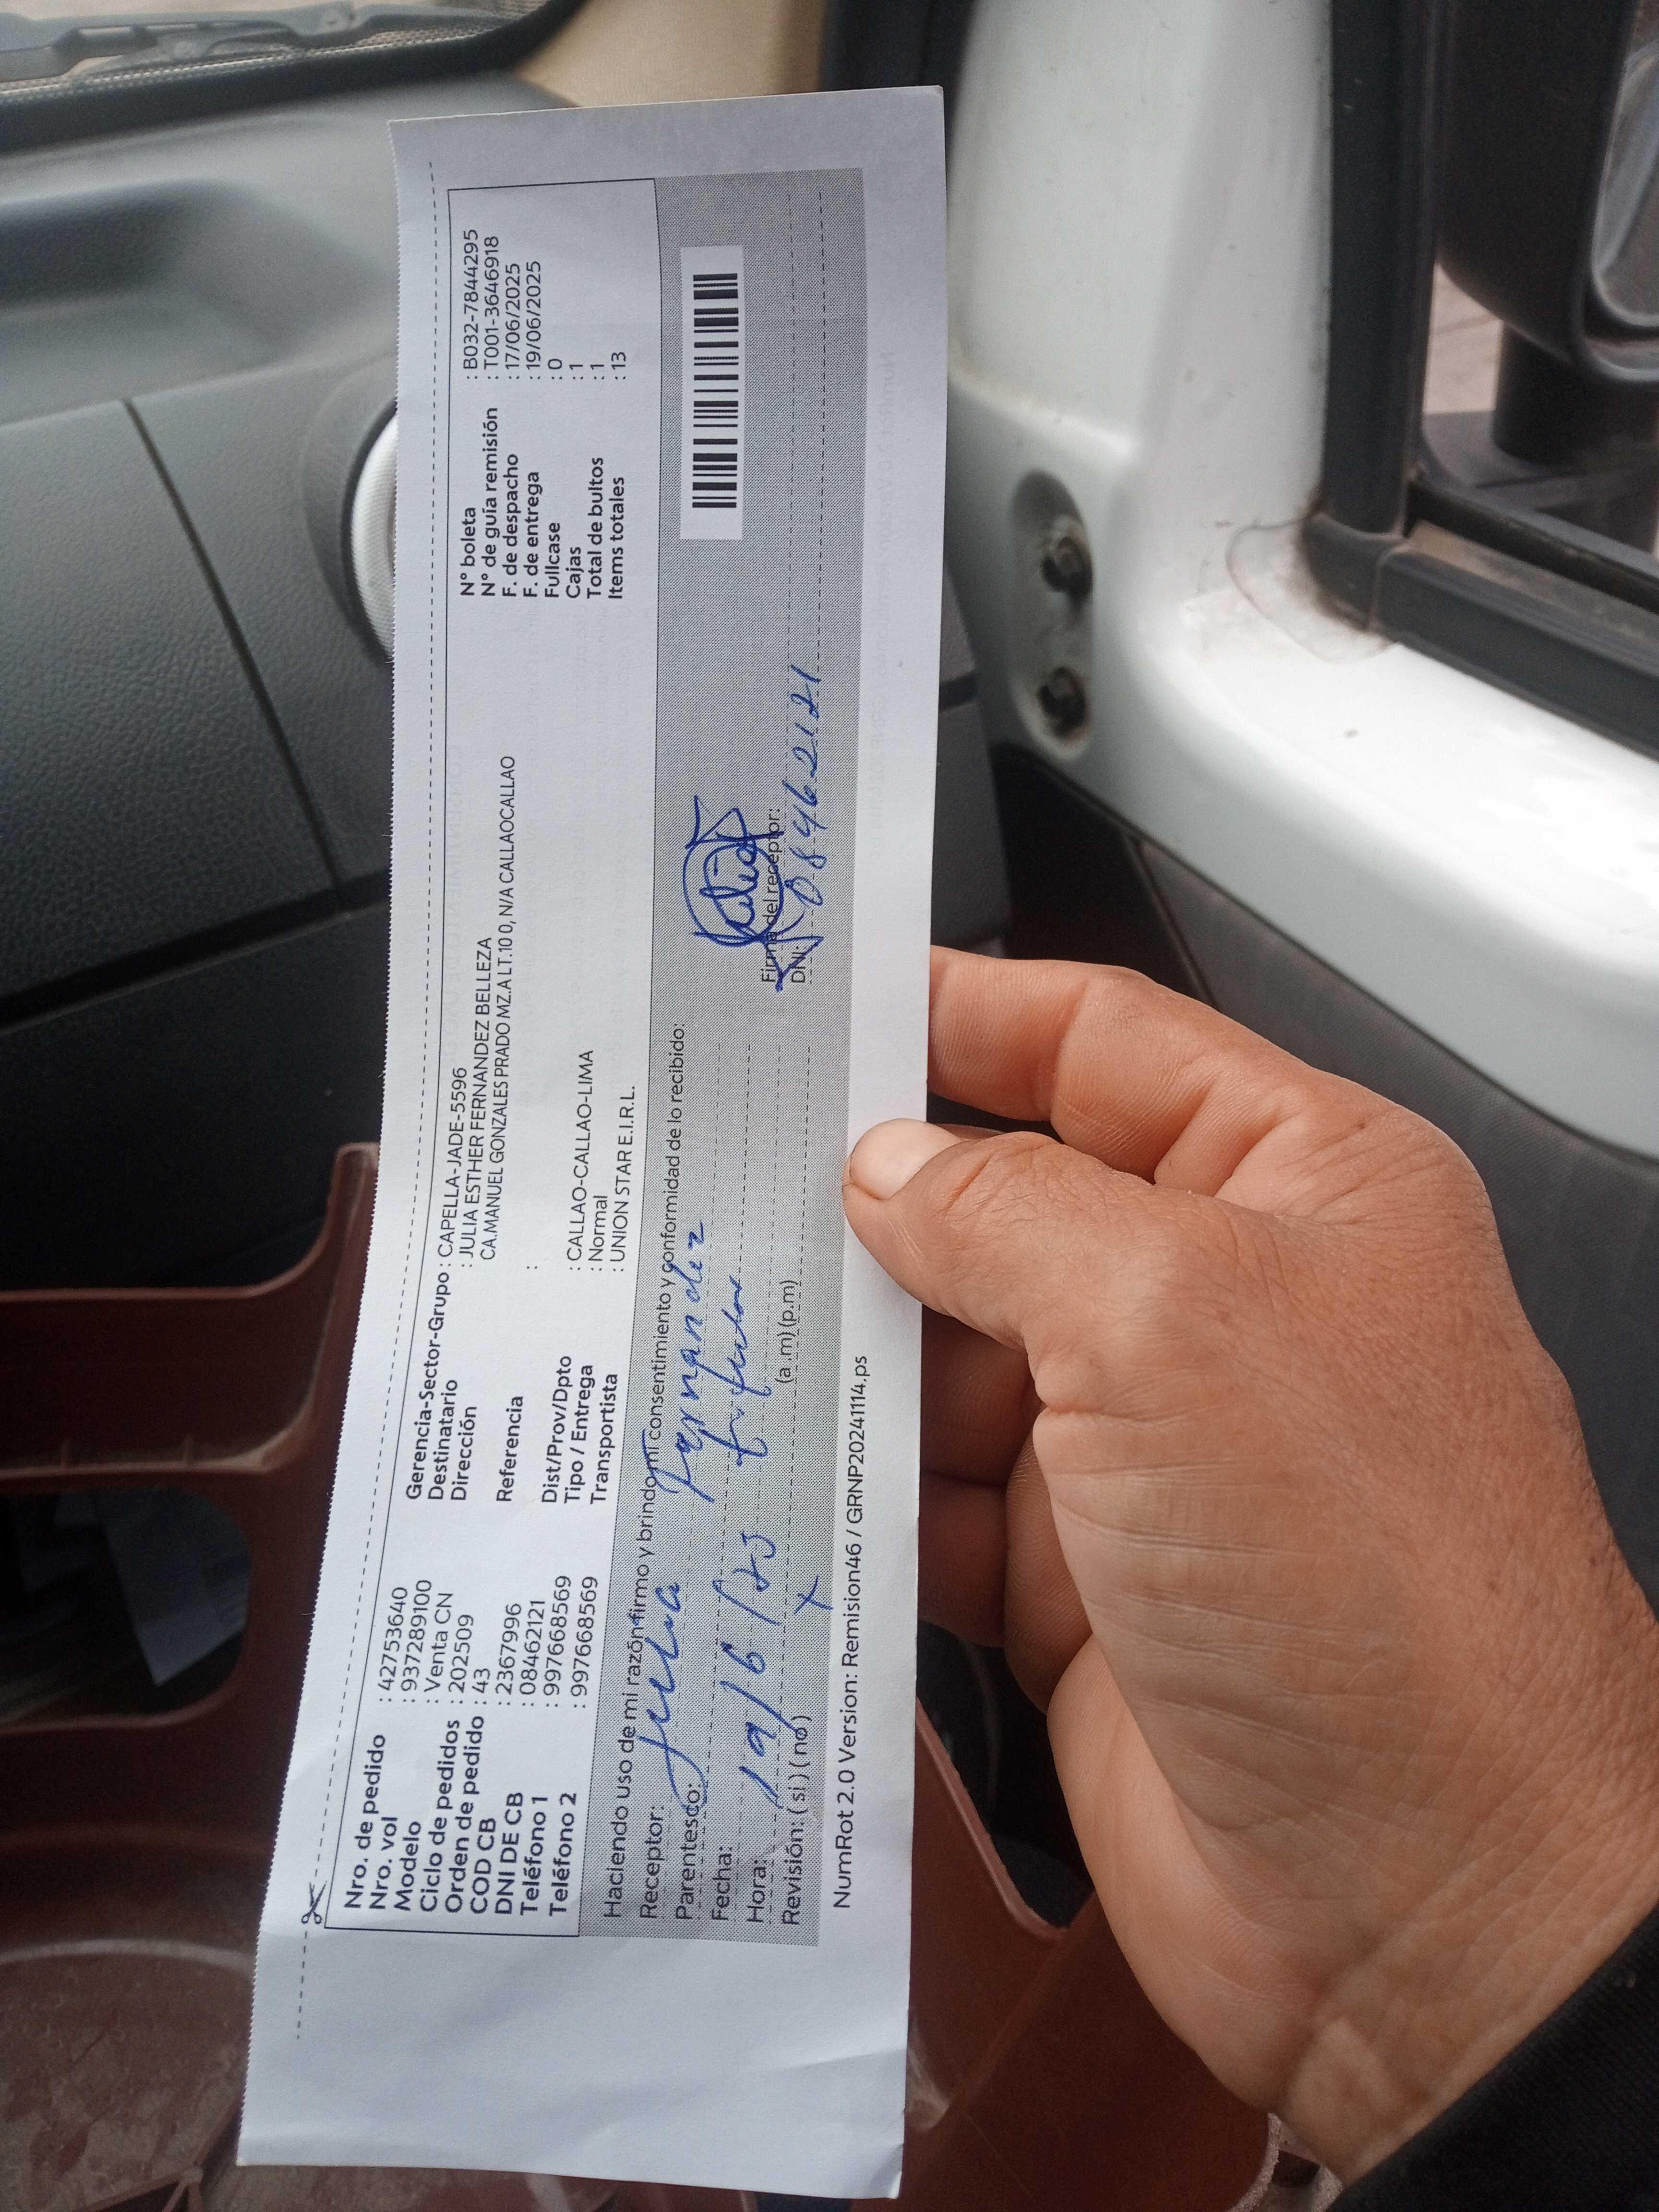 Nro. de pedido : 42753640
Nro. vol : 937289100
Modelo : Venta CN
Ciclo de pedidos : 202509
Orden de pedido : 43
COD CB : 2367996
DNI DE CB : 08462121
Teléfono 1 : 997668569
Teléfono 2 : 997668569
Gerencia-Sector-Grupo : CAPELLA-JADE-5596
Destinatario : JULIA ESTHER FERNANDEZ BELLEZA
Dirección CA.MANUEL GONZALES PRADO MZ.A LT.10 0, N/A CALLAOCALLAO
Referencia :
Dist/Prov/Dpto : CALLAO-CALLAO-LIMA
Tipo / Entrega : Normal
Transportista : UNION STAR E.I.R.L.
N° boleta : B032-7844295
N° de guía remisión : T001-3646918
F. de despacho : 17/06/2025
F. de entrega : 19/06/2025
Fullcase : 0
Cajas : 1
Total de bultos : 1
Items totales : 13
Haciendo uso de mi razón firmo y brindo mi consentimiento y conformidad de lo recibido:
Receptor: Julia Fernandez
Parentesco:
Fecha: 19/6/25
Hora: (a .m) (p.m)
Revisión: ( si ) ( no ) X
Firma del receptor:
DNI: 08462121
NumRot 2.0 Version: Remision46 / GRNP20241114.ps